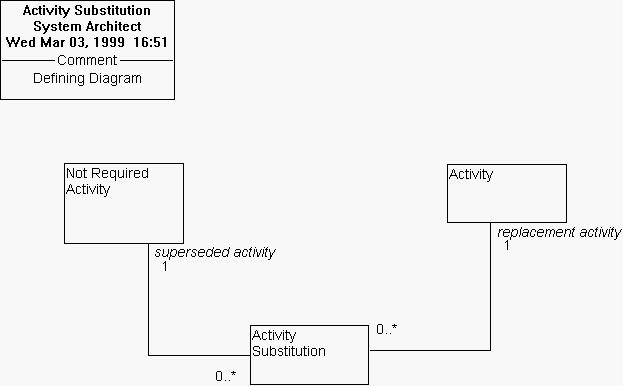 Activity Substitution
System Architect
Wed Mar 03, 1999 16:51
Comment
Defining Diagram
Not Required
Activity
Activity
superseded activity
1
replacement activity
1
Activity
Substitution
0..*
0..*